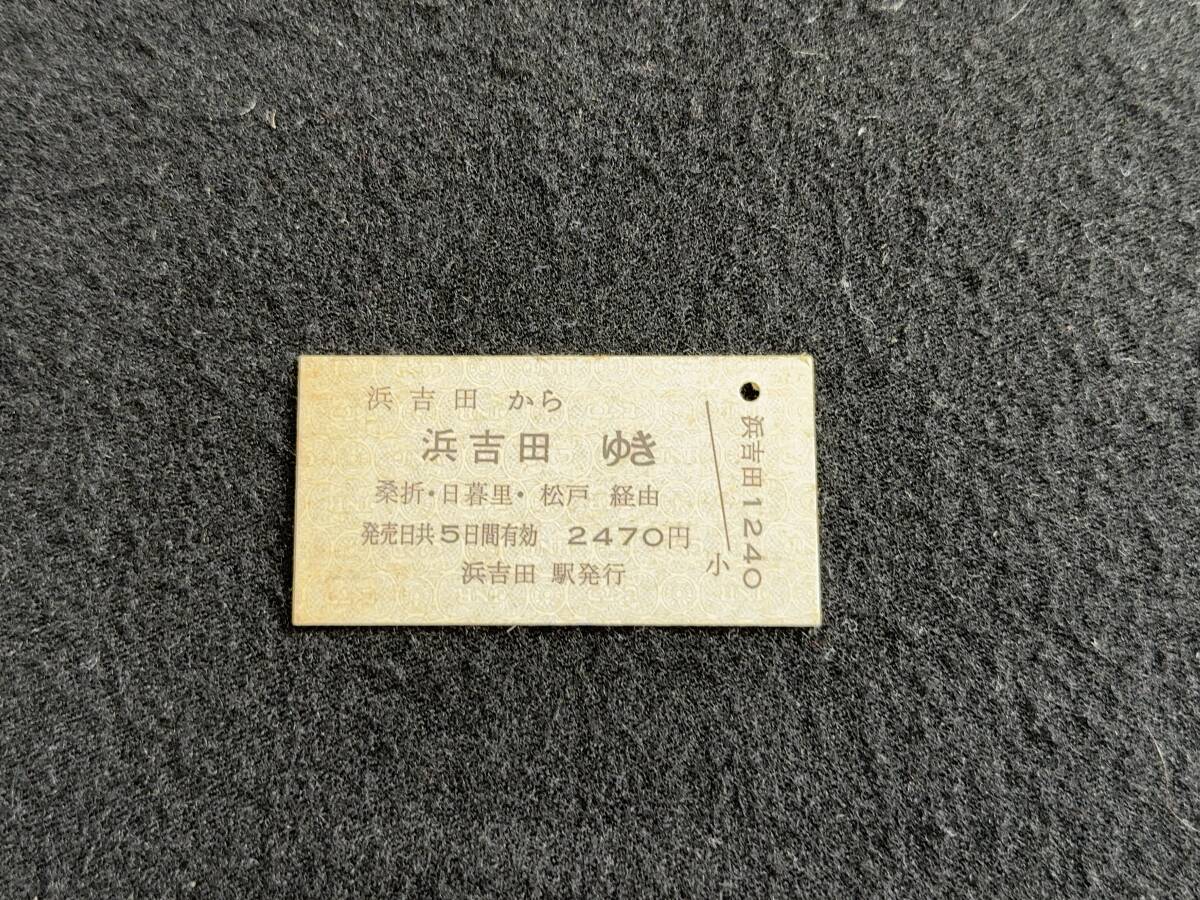 浜吉田 から
浜吉田 ゆき
桑折・日暮里・松戸 経由
発売日共5日間有効 2470円
浜吉田 駅発行
小
浜吉田1240